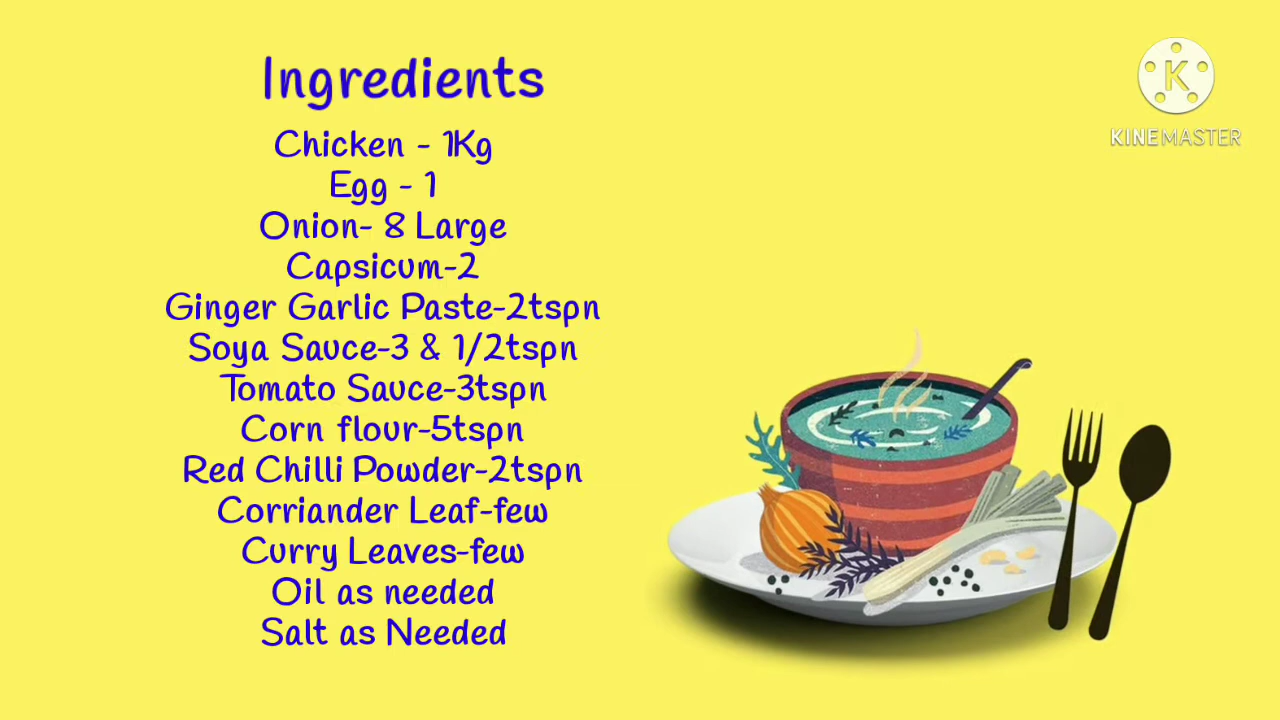 Ingredients
Chicken - 1Kg
Egg - 1
Onion- 8 Large
Capsicum-2
Ginger Garlic Paste-2tspn
Soya Sauce-3 & 1/2tspn
Tomato Sauce-3tspn
Corn flour-5tspn
Red Chilli Powder-2tspn
Corriander Leaf-few
Curry Leaves-few
Oil as needed
Salt as Needed
K
KINEMASTER